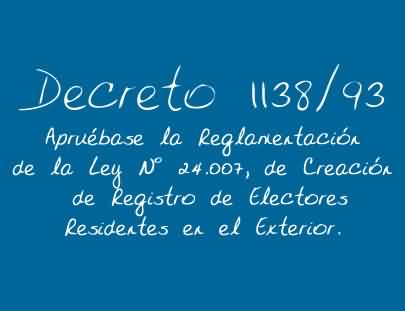 Decreto 1138/93
Apruébase la Reglamentación
de la Ley Nº 24.007, de Creación
de Registro de Electores
Residentes en el Exterior.